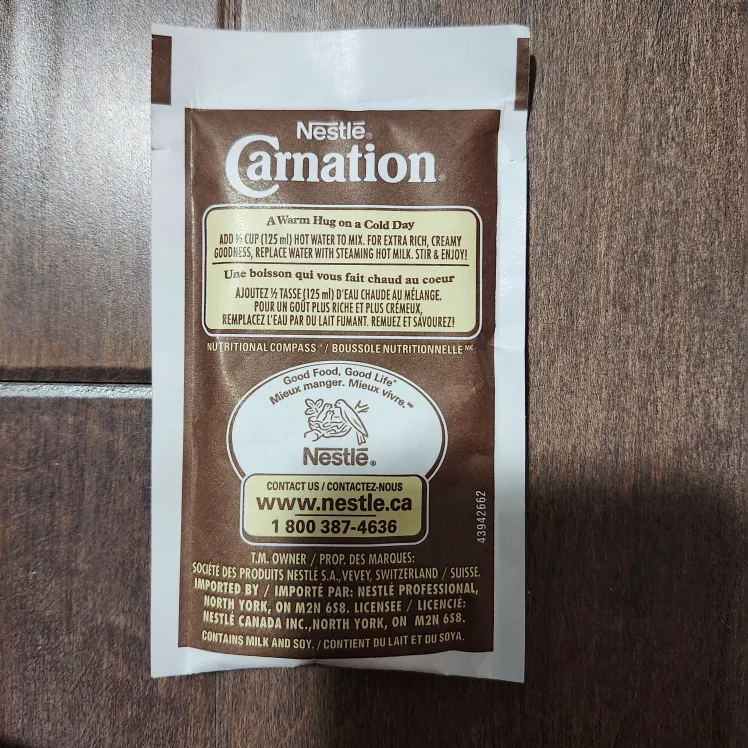 Nestlé®
Carnation®
A Warm Hug on a Cold Day
ADD ½ CUP (125 ml) HOT WATER TO MIX. FOR EXTRA RICH, CREAMY
GOODNESS, REPLACE WATER WITH STEAMING HOT MILK. STIR & ENJOY!
Une boisson qui vous fait chaud au coeur
AJOUTEZ ½ TASSE (125 ml) D'EAU CHAUDE AU MÉLANGE.
POUR UN GOÛT PLUS RICHE ET PLUS CRÉMEUX,
REMPLACEZ L'EAU PAR DU LAIT FUMANT. REMUEZ ET SAVOUREZ!
NUTRITIONAL COMPASS / BOUSSOLE NUTRITIONNELLE MC
Good Food, Good Life
Mieux manger. Mieux vivre.
Nestlé®
CONTACT US / CONTACTEZ-NOUS
www.nestle.ca
1 800 387-4636
43942662
T.M. OWNER / PROP. DES MARQUES:
SOCIÉTÉ DES PRODUITS NESTLÉ S.A., VEVEY, SWITZERLAND / SUISSE.
IMPORTED BY / IMPORTÉ PAR: NESTLÉ PROFESSIONAL,
NORTH YORK, ON M2N 6S8. LICENSEE / LICENCIÉ:
NESTLÉ CANADA INC., NORTH YORK, ON M2N 6S8.
CONTAINS MILK AND SOY. / CONTIENT DU LAIT ET DU SOYA.